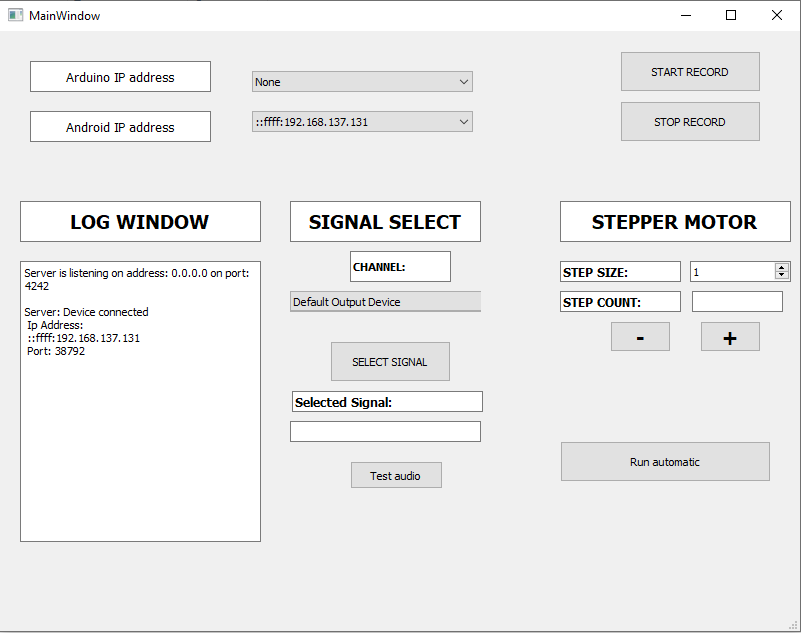 MainWindow
Arduino IP address
None
START RECORD
Android IP address
::ffff:192.168.137.131
STOP RECORD
LOG WINDOW
Server is listening on address: 0.0.0.0 on port:
4242
Server: Device connected
Ip Address:
::ffff:192.168.137.131
Port: 38792
SIGNAL SELECT
CHANNEL:
Default Output Device
SELECT SIGNAL
Selected Signal:
Test audio
STEPPER MOTOR
STEP SIZE:
1
STEP COUNT:
-
+
Run automatic